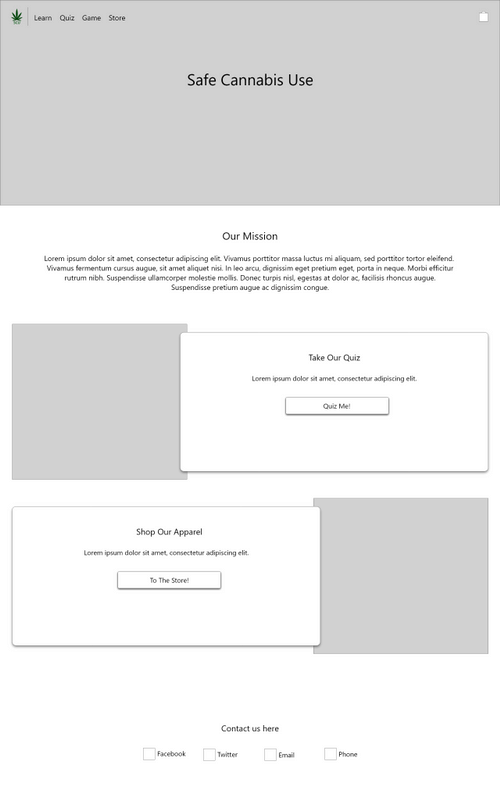 Learn Quiz Game Store
Safe Cannabis Use
Our Mission
Lorem ipsum dolor sit amet, consectetur adipiscing elit. Vivamus porttitor massa luctus mi aliquam, sed porttitor tortor eleifend.
Vivamus fermentum cursus augue, sit amet aliquet nisi. In leo arcu, dignissim eget pretium eget, porta in neque. Morbi efficitur
rutrum nibh. Suspendisse ullamcorper molestie mollis. Donec turpis nisl, egestas at dolor ac, facilisis rhoncus augue.
Suspendisse pretium augue ac dignissim congue.
Take Our Quiz
Lorem ipsum dolor sit amet, consectetur adipiscing elit.
Quiz Me!
Shop Our Apparel
Lorem ipsum dolor sit amet, consectetur adipiscing elit.
To The Store!
Contact us here
Facebook Twitter Email Phone